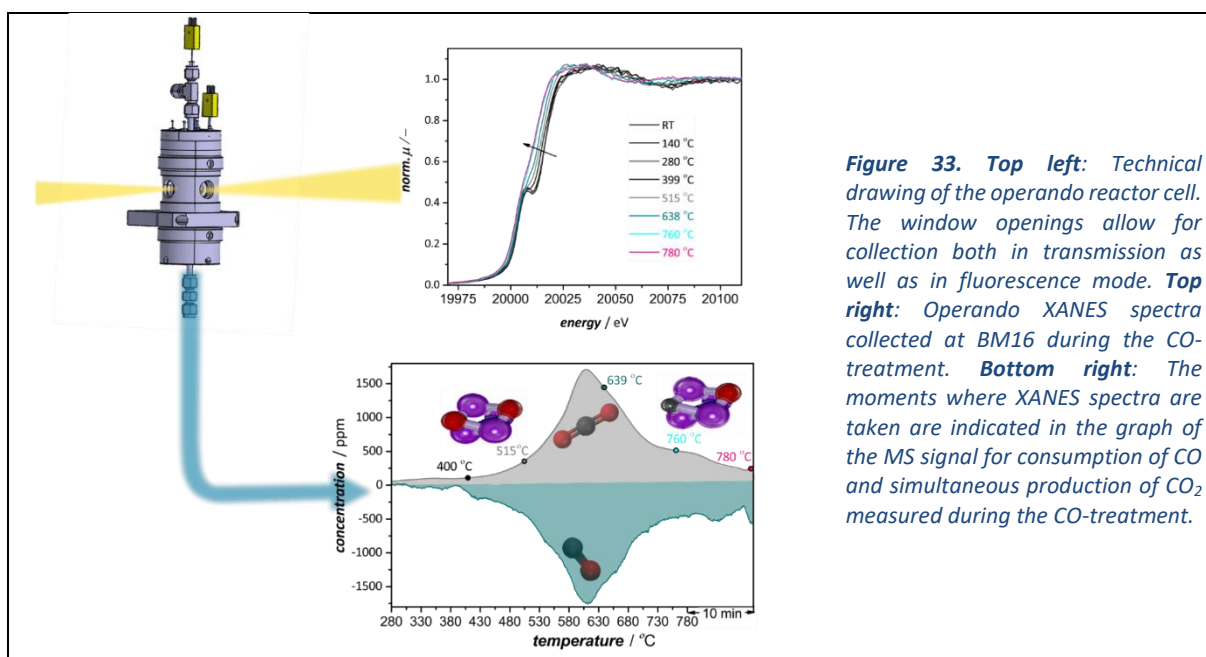 1.0
0.8
0.6
0.4
0.2
0.0
norm. μ / –
RT
140 °C
280 °C
399 °C
515 °C
638 °C
760 °C
780 °C
19975 20000 20025 20050 20075 20100
energy / eV
1500
1000
500
0
-500
-1000
-1500
concentration / ppm
400 °C
515°C
639 °C
760 °C
780 °C
280 330 380 430 480 530 580 630 680 730 780
10 min
temperature / °C
Figure 33. Top left: Technical
drawing of the operando reactor cell.
The window openings allow for
collection both in transmission as
well as in fluorescence mode. Top
right: Operando XANES spectra
collected at BM16 during the CO-
treatment. Bottom right: The
moments where XANES spectra are
taken are indicated in the graph of
the MS signal for consumption of CO
and simultaneous production of CO₂
measured during the CO-treatment.